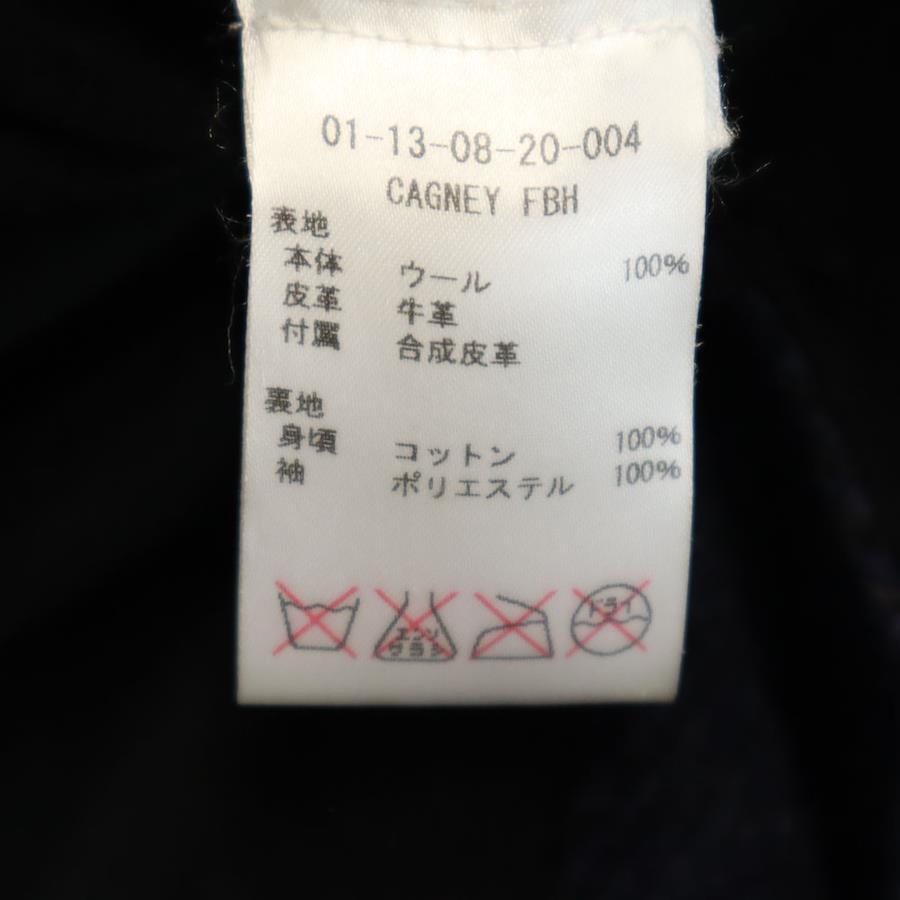 01-13-08-20-004
CAGNEY FBH
表地
本体 ウール 100%
皮革 牛革
付属 合成皮革
裏地
身頃 コットン 100%
袖 ポリエステル 100%
エンソ
サラシ
ドライ